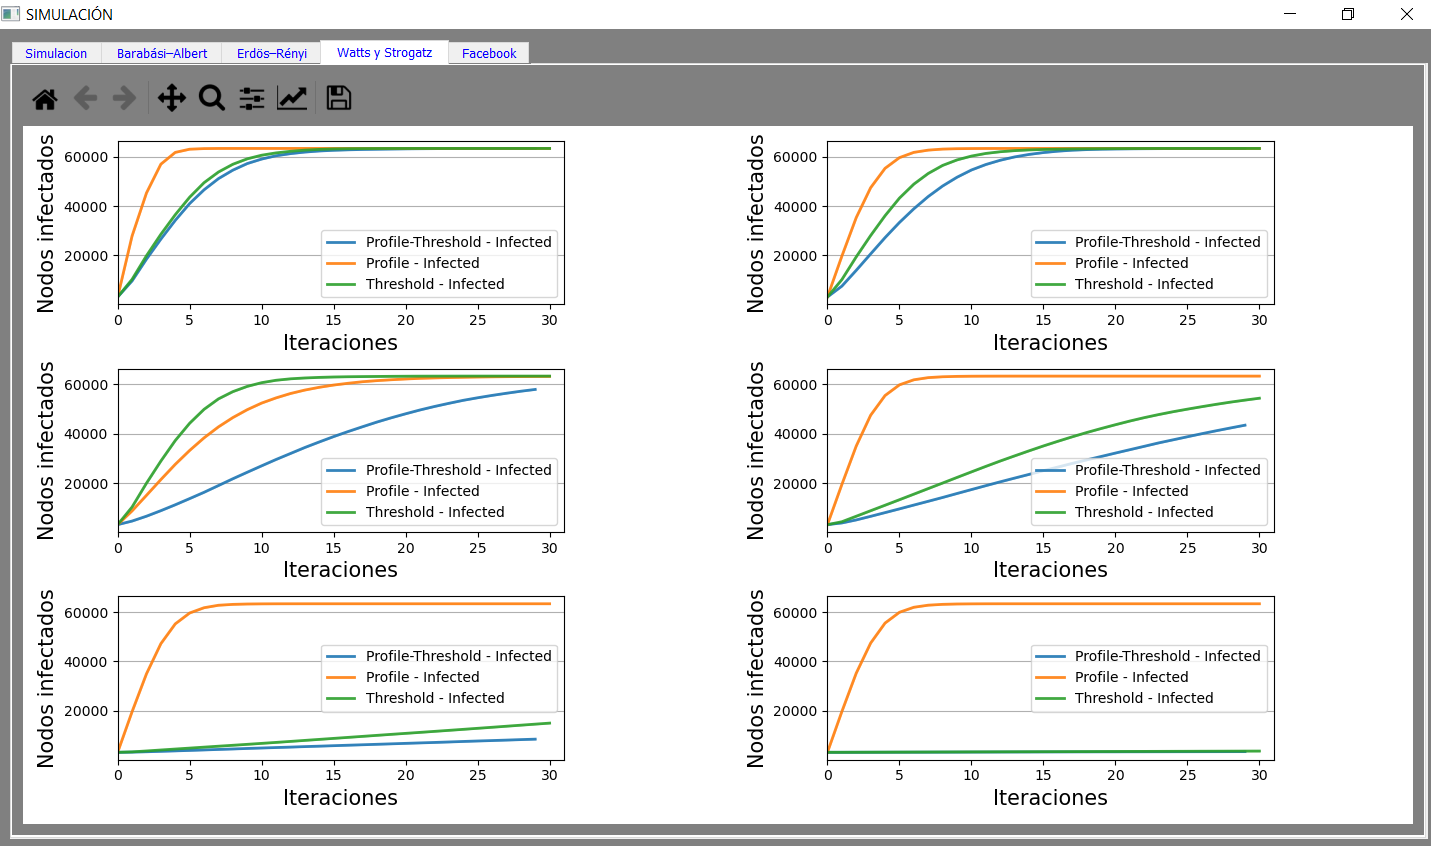 SIMULACIÓN
Simulacion Barabási–Albert Erdös–Rényi Watts y Strogatz Facebook
Nodos infectados
60000
40000
20000
Profile-Threshold - Infected
Profile - Infected
Threshold - Infected
0 5 10 15 20 25 30
Iteraciones
Nodos infectados
60000
40000
20000
Profile-Threshold - Infected
Profile - Infected
Threshold - Infected
0 5 10 15 20 25 30
Iteraciones
Nodos infectados
60000
40000
20000
Profile-Threshold - Infected
Profile - Infected
Threshold - Infected
0 5 10 15 20 25 30
Iteraciones
Nodos infectados
60000
40000
20000
Profile-Threshold - Infected
Profile - Infected
Threshold - Infected
0 5 10 15 20 25 30
Iteraciones
Nodos infectados
60000
40000
20000
Profile-Threshold - Infected
Profile - Infected
Threshold - Infected
0 5 10 15 20 25 30
Iteraciones
Nodos infectados
60000
40000
20000
Profile-Threshold - Infected
Profile - Infected
Threshold - Infected
0 5 10 15 20 25 30
Iteraciones